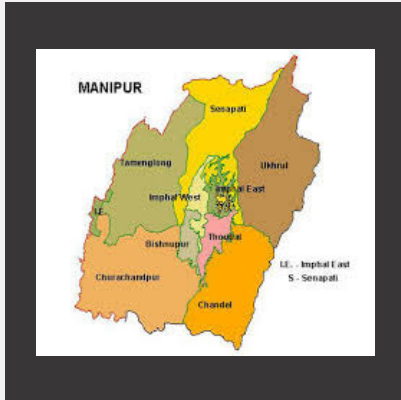 MANIPUR
Senapati
Tamenglong
Ukhrul
Imphal West
Imphal East
I.E.
Bishnupur
Thoubal
Churachandpur
I.E. - Imphal East
S - Senapati
Chandel